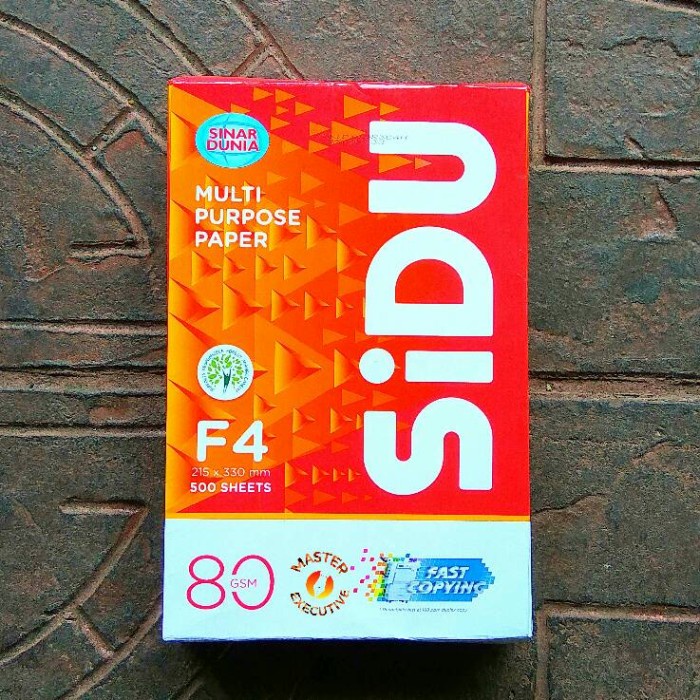 SINAR
DUNIA
MULTI
PURPOSE
PAPER
SiDU
F4
215 x 330 mm
500 SHEETS
80
GSM
MASTER
EXECUTIVE
FAST
COPYING